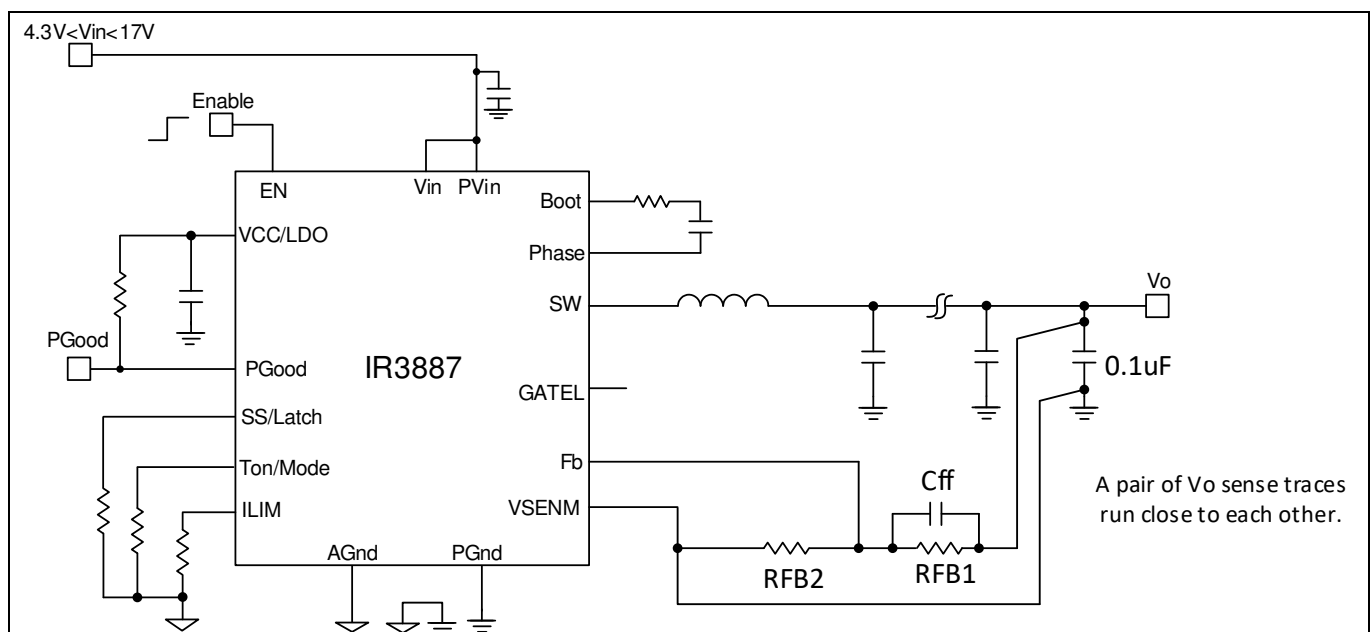 4.3V<Vin<17V
Enable
EN
Vin PVin
Boot
VCC/LDO
Phase
Vo
SW
PGood
PGood
IR3887
0.1uF
GATEL
SS/Latch
Ton/Mode
Fb
Cff
A pair of Vo sense traces
run close to each other.
ILIM
VSENM
AGnd PGnd
RFB2 RFB1